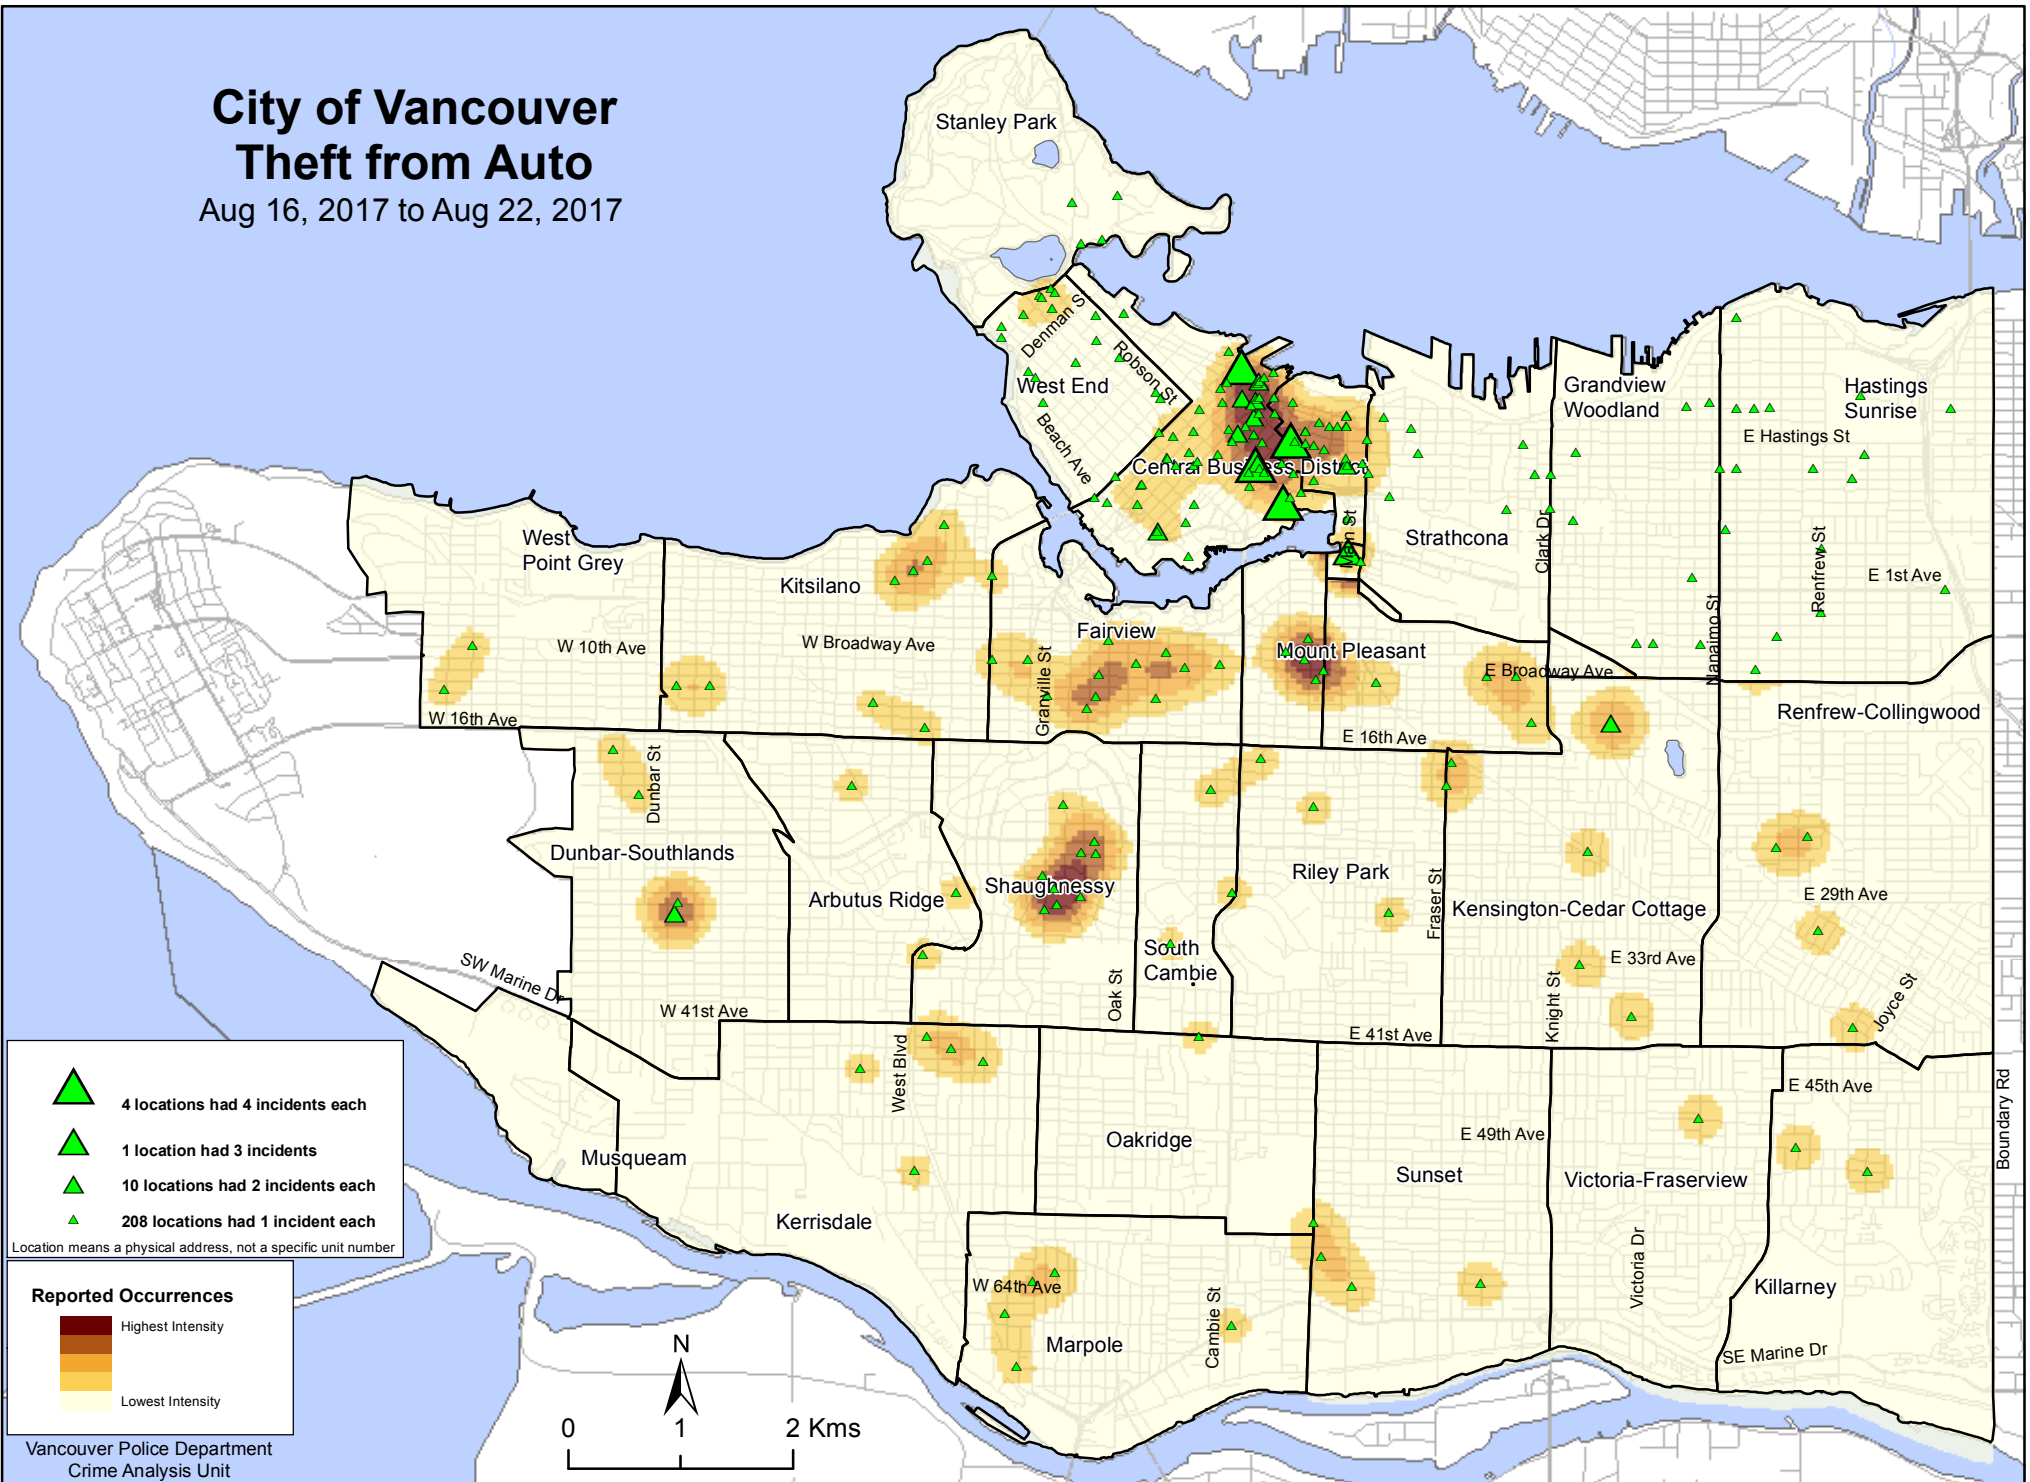 City of Vancouver
Theft from Auto
Aug 16, 2017 to Aug 22, 2017
Stanley Park
Denman S
Robson St
West End
Beach Ave
Central Business District
Grandview
Woodland
Hastings
Sunrise
E Hastings St
Strathcona
Main St
Clark Dr
Nanaimo St
Renfrew St
E 1st Ave
West
Point Grey
Kitsilano
Fairview
W 10th Ave
W Broadway Ave
Granville St
Mount Pleasant
E Broadway Ave
W 16th Ave
E 16th Ave
Renfrew-Collingwood
Dunbar St
Dunbar-Southlands
Arbutus Ridge
Shaughnessy
Riley Park
Fraser St
Kensington-Cedar Cottage
E 29th Ave
South
Cambie
Oak St
E 33rd Ave
Knight St
Joyce St
SW Marine Dr
W 41st Ave
E 41st Ave
West Blvd
E 45th Ave
Boundary Rd
Oakridge
E 49th Ave
Musqueam
Sunset
Victoria-Fraserview
Kerrisdale
Victoria Dr
W 64th Ave
Killarney
Marpole
Cambie St
SE Marine Dr
4 locations had 4 incidents each
1 location had 3 incidents
10 locations had 2 incidents each
208 locations had 1 incident each
Location means a physical address, not a specific unit number
Reported Occurrences
Highest Intensity
Lowest Intensity
Vancouver Police Department
Crime Analysis Unit
N
0 1 2 Kms